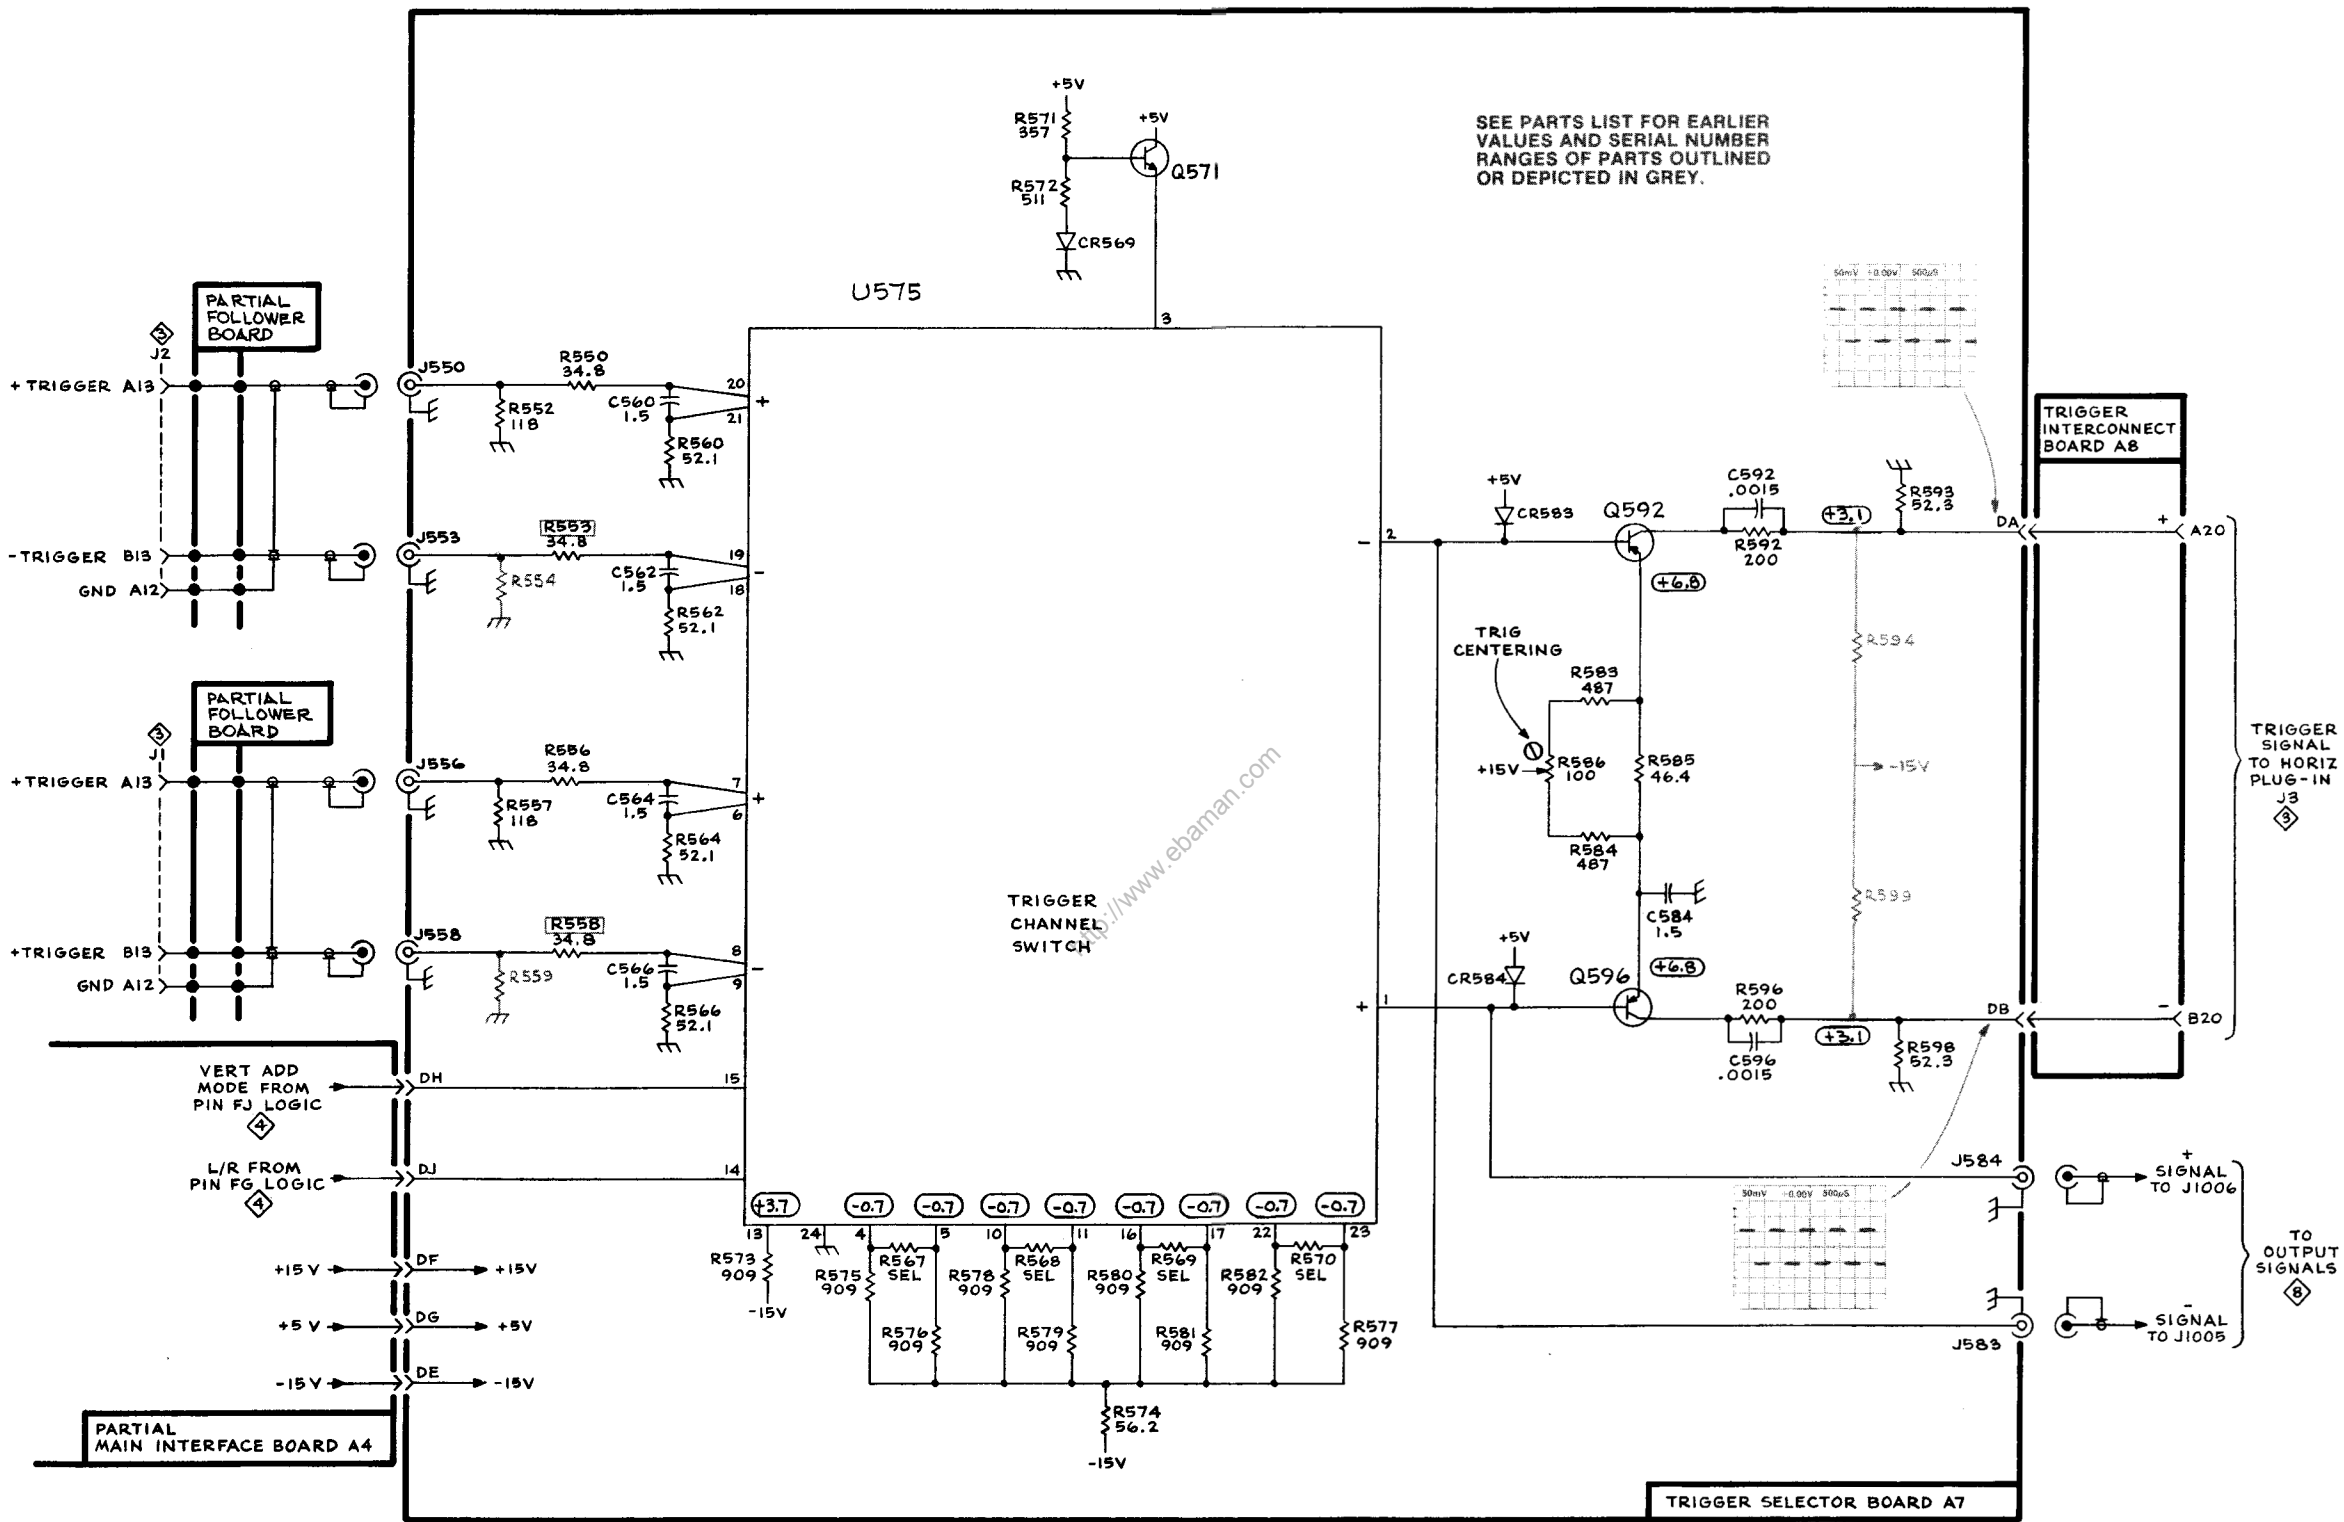 SEE PARTS LIST FOR EARLIER
VALUES AND SERIAL NUMBER
RANGES OF PARTS OUTLINED
OR DEPICTED IN GREY.
+5V
R571
357
+5V
Q571
R572
511
CR569
U575
3
PARTIAL
FOLLOWER
BOARD
3
J2
+TRIGGER A13
-TRIGGER B13
GND A12
J550
R550
34.8
R552
118
C560
1.5
20
21
+
R560
52.1
J553
R553
34.8
R554
C562
1.5
19
18
-
R562
52.1
PARTIAL
FOLLOWER
BOARD
3
J1
+TRIGGER A13
+TRIGGER B13
GND A12
J556
R556
34.8
R557
118
C564
1.5
7
6
+
R564
52.1
J558
R558
34.8
R559
C566
1.5
8
9
-
R566
52.1
TRIGGER
CHANNEL
SWITCH
http://www.ebaman.com
VERT ADD
MODE FROM
PIN FJ LOGIC
4
DH
15
L/R FROM
PIN FG LOGIC
4
DJ
14
+15V
DF
+15V
+5V
DG
+5V
-15V
DE
-15V
PARTIAL
MAIN INTERFACE BOARD A4
+3.7
-0.7
-0.7
-0.7
-0.7
-0.7
-0.7
-0.7
-0.7
13
24
4
5
10
11
16
17
22
23
R573
909
-15V
R575
909
R567
SEL
R576
909
R578
909
R568
SEL
R579
909
R580
909
R569
SEL
R581
909
R582
909
R570
SEL
R577
909
R574
56.2
-15V
-
2
+
1
+5V
CR583
Q592
+6.8
C592
.0015
R592
200
+3.1
R593
52.3
DA
50mV +0.00V 500µS
TRIGGER
INTERCONNECT
BOARD A8
+
A20
TRIG
CENTERING
R583
487
+15V
R586
100
R585
46.4
R584
487
C584
1.5
R594
-15V
R599
+5V
CR584
Q596
+6.8
R596
200
C596
.0015
+3.1
R598
52.3
DB
-
B20
TRIGGER
SIGNAL
TO HORIZ
PLUG-IN
J3
3
50mV +0.00V 500µS
J584
+
SIGNAL
TO J1006
J583
-
SIGNAL
TO J1005
TO
OUTPUT
SIGNALS
8
TRIGGER SELECTOR BOARD A7